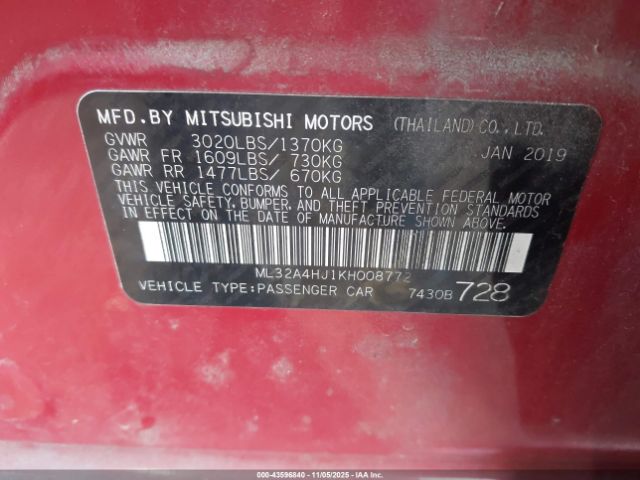 MFD.BY MITSUBISHI MOTORS (THAILAND)CO.,LTD.
GVWR 3020LBS/1370KG JAN 2019
GAWR FR 1609LBS/ 730KG
GAWR RR 1477LBS/ 670KG
THIS VEHICLE CONFORMS TO ALL APPLICABLE FEDERAL MOTOR
VEHICLE SAFETY, BUMPER, AND THEFT PREVENTION STANDARDS
IN EFFECT ON THE DATE OF MANUFACTURE SHOWN ABOVE.
ML32A4HJ1KH008772
VEHICLE TYPE:PASSENGER CAR 7430B 728
000-43596840 - 11/05/2025 - IAA Inc.